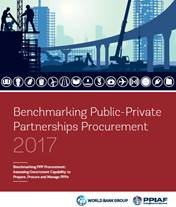 Benchmarking Public-Private
Partnerships Procurement
2017
Benchmarking PPP Procurement:
Assessing Government Capability to
Prepare, Procure and Manage PPPs
WORLD BANK GROUP
PPIAF